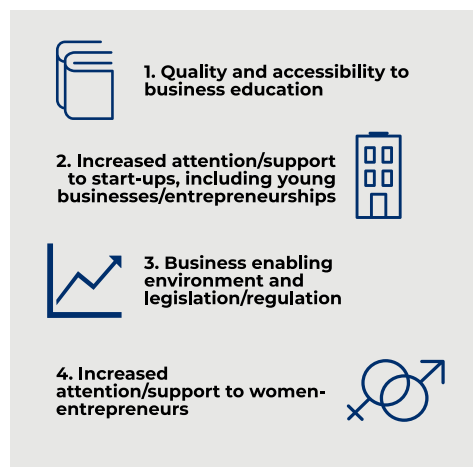 1. Quality and accessibility to
business education
2. Increased attention/support
to start-ups, including young
businesses/entrepreneurships
3. Business enabling
environment and
legislation/regulation
4. Increased
attention/support to women-
entrepreneurs